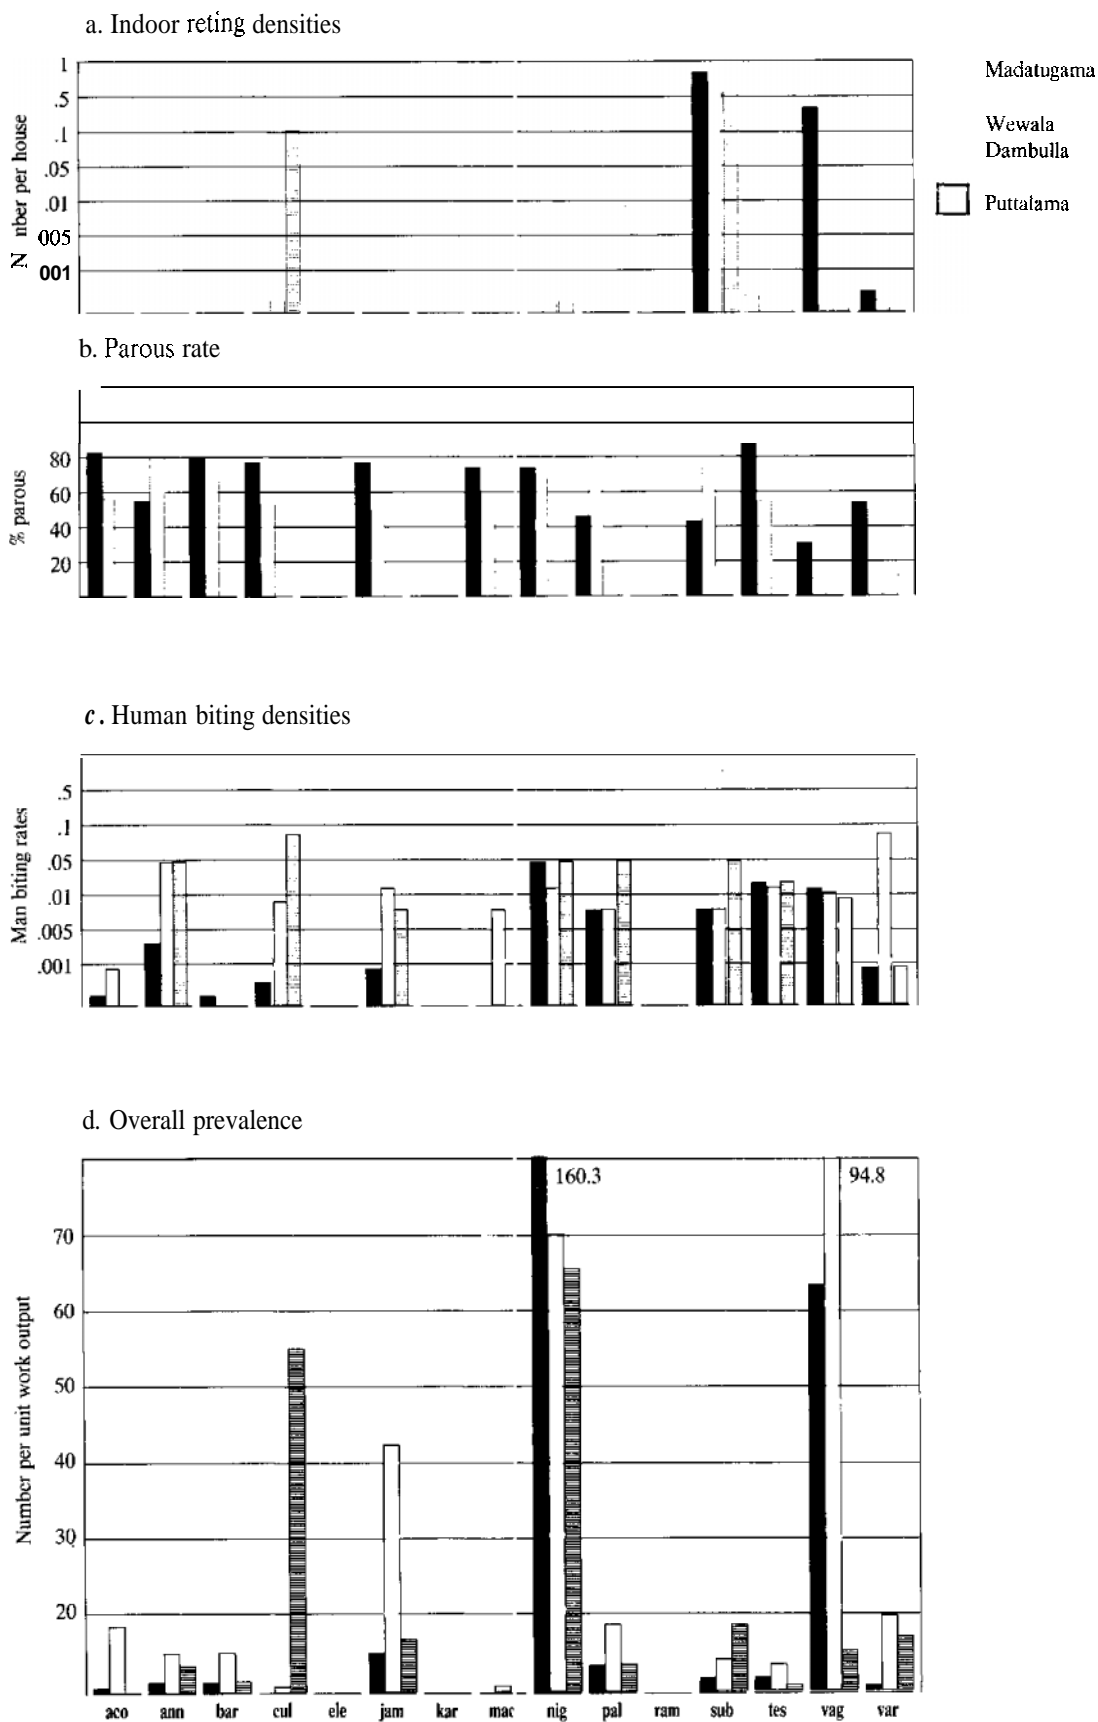 a. Indoor reting densities
1
.5
.1
.05
.01
005
001
N nber per house
Madatugama
Wewala
Dambulla
Puttalama
b. Parous rate
80
60
40
20
% parous
c. Human biting densities
.5
.1
.05
.01
.005
.001
Man biting rates
d. Overall prevalence
160.3
94.8
70
60
50
40
30
20
Number per unit work output
aco ann bar cul ele jam kar mac nig pal ram sub tes vag var